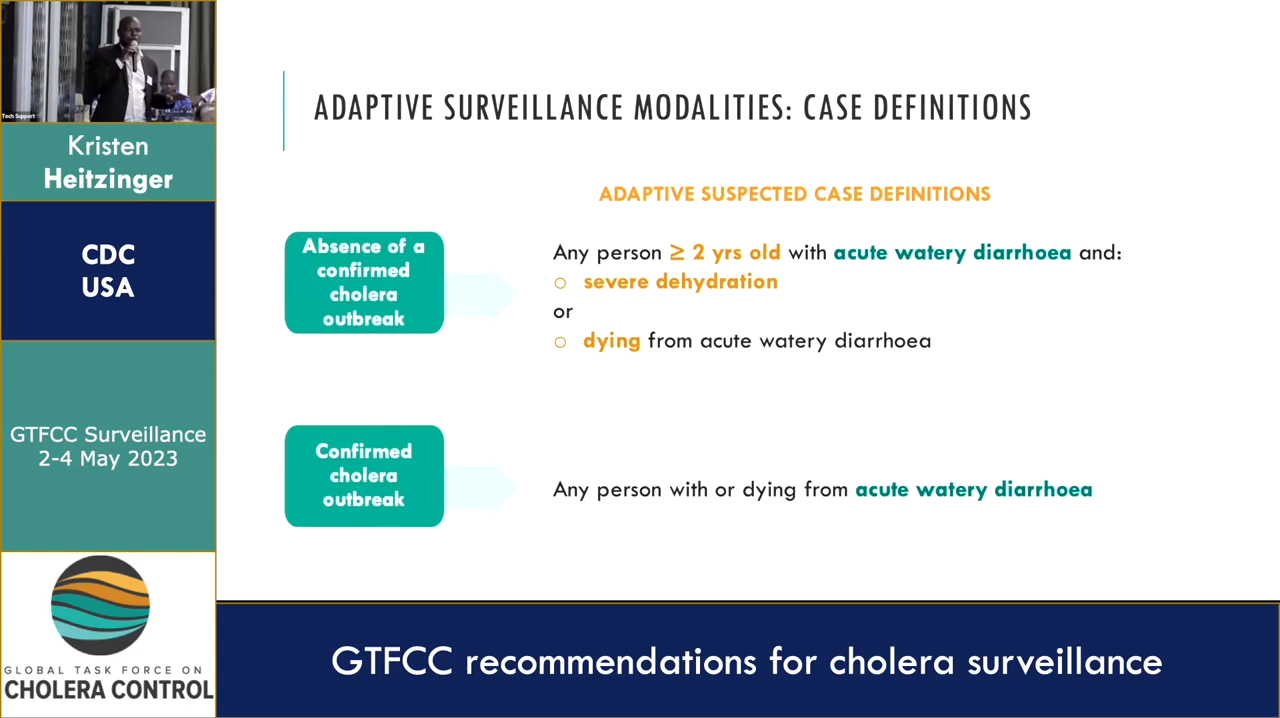 Tech Support
Kristen
Heitzinger
CDC
USA
GTFCC Surveillance
2-4 May 2023
GLOBAL TASK FORCE ON
CHOLERA CONTROL
ADAPTIVE SURVEILLANCE MODALITIES: CASE DEFINITIONS
ADAPTIVE SUSPECTED CASE DEFINITIONS
Absence of a
confirmed
cholera
outbreak
Any person ≥ 2 yrs old with acute watery diarrhoea and:
○ severe dehydration
or
○ dying from acute watery diarrhoea
Confirmed
cholera
outbreak
Any person with or dying from acute watery diarrhoea
GTFCC recommendations for cholera surveillance